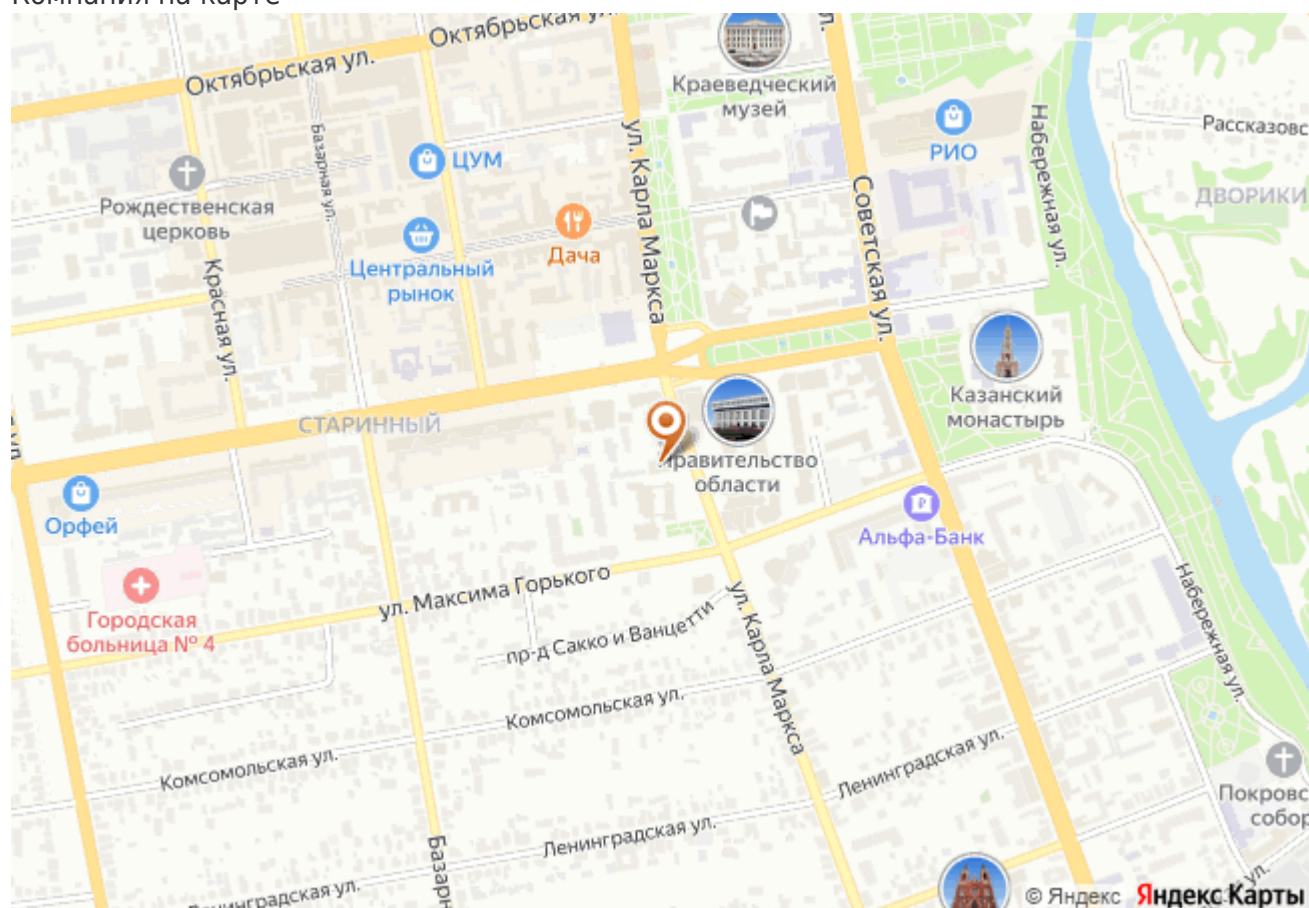 Компания на карте
Октябрьская ул.
Октябрьская ул.
Краеведческий
музей
Базарная ул.
ул. Карла Маркса
Набережная ул.
Рассказовс
ЦУМ
РИО
Рождественская
церковь
ДВОРИКИ
Советская ул.
Дача
Центральный
рынок
Красная ул.
Казанский
монастырь
СТАРИННЫЙ
Правительство
области
Орфей
Альфа-Банк
ул. Максима Горького
Городская
больница № 4
пр-д Сакко и Ванцетти
ул. Карла Маркса
Набережная ул.
Комсомольская ул.
Комсомольская ул.
Ленинградская ул.
Покровс
собор
Ленинградская ул.
Базарн
Ленинградская ул.
© Яндекс Яндекс Карты